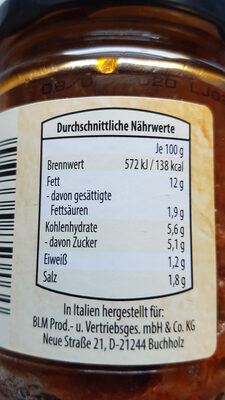 Durchschnittliche Nährwerte
Je 100 g
Brennwert 572 kJ / 138 kcal
Fett 12 g
- davon gesättigte
Fettsäuren 1,9 g
Kohlenhydrate 5,6 g
- davon Zucker 5,1 g
Eiweiß 1,2 g
Salz 1,8 g
In Italien hergestellt für:
BLM Prod.- u. Vertriebsges. mbH & Co. KG
Neue Straße 21, D-21244 Buchholz